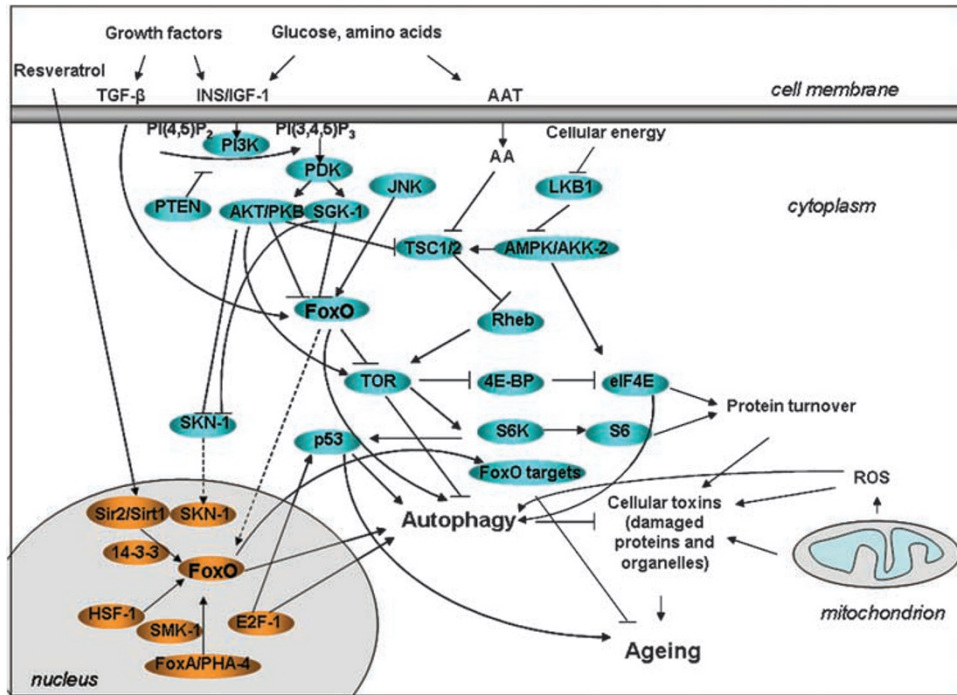 Growth factors
Glucose, amino acids
Resveratrol
TGF-β
INS/IGF-1
AAT
cell membrane
PI(4,5)P2
PI(3,4,5)P3
PI3K
Cellular energy
AA
PDK
JNK
LKB1
PTEN
AKT/PKB
SGK-1
cytoplasm
TSC1/2
AMPK/AKK-2
FoxO
Rheb
TOR
4E-BP
eIF4E
Protein turnover
SKN-1
p53
S6K
S6
FoxO targets
ROS
Sir2/Sirt1
SKN-1
Autophagy
Cellular toxins
(damaged
proteins and
organelles)
14-3-3
FoxO
HSF-1
SMK-1
E2F-1
mitochondrion
FoxA/PHA-4
Ageing
nucleus